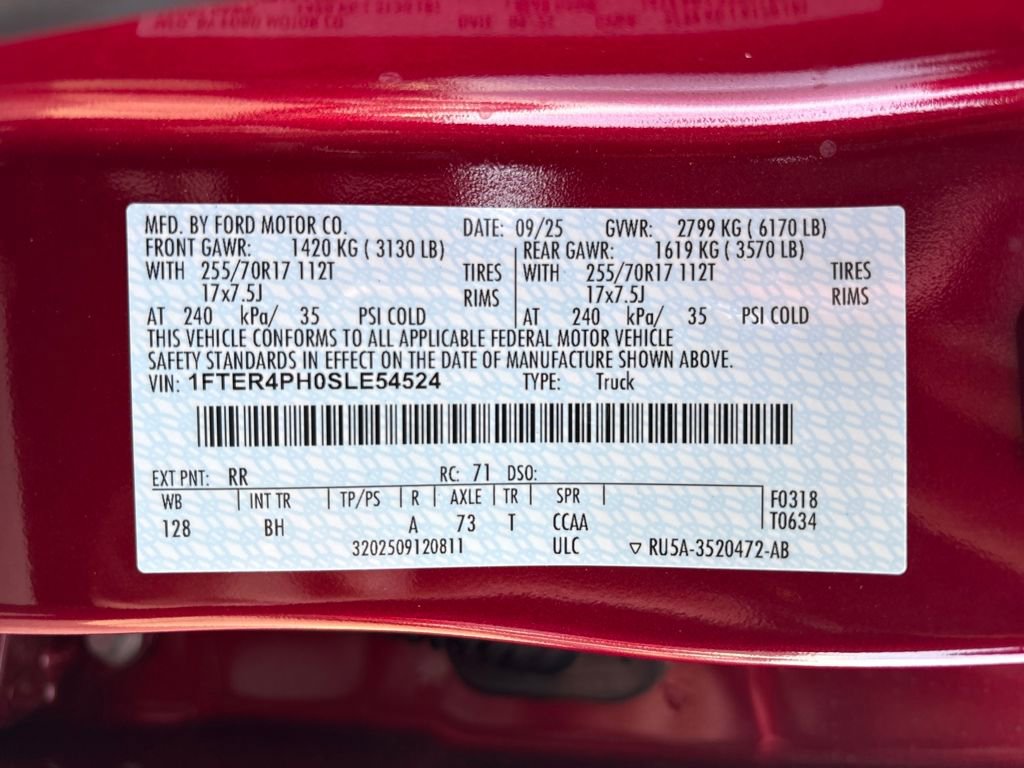 MFD. BY FORD MOTOR CO. DATE: 09/25 GVWR: 2799 KG ( 6170 LB)
FRONT GAWR: 1420 KG ( 3130 LB) REAR GAWR: 1619 KG ( 3570 LB)
WITH 255/70R17 112T TIRES WITH 255/70R17 112T TIRES
17x7.5J RIMS 17x7.5J RIMS
AT 240 kPa/ 35 PSI COLD AT 240 kPa/ 35 PSI COLD
THIS VEHICLE CONFORMS TO ALL APPLICABLE FEDERAL MOTOR VEHICLE
SAFETY STANDARDS IN EFFECT ON THE DATE OF MANUFACTURE SHOWN ABOVE.
VIN: 1FTER4PH0SLE54524 TYPE: Truck
EXT PNT: RR RC: 71 DSO:
WB INT TR TP/PS R AXLE TR SPR F0318
128 BH A 73 T CCAA T0634
3202509120811 ULC ▽ RU5A-3520472-AB